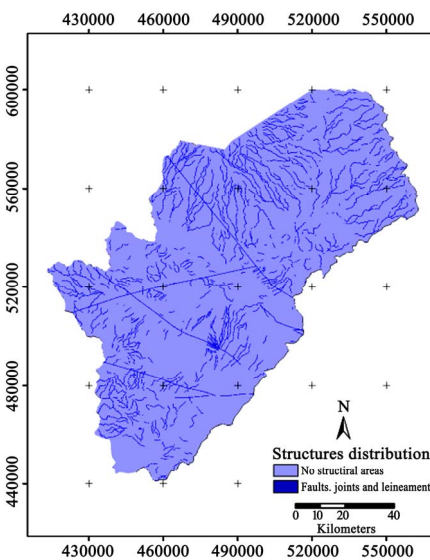 430000 460000 490000 520000 550000
600000
560000
520000
480000
440000
N
Structures distribution
No structiral areas
Faults. joints and leineament
0 10 20 40
Kilometers
430000 460000 490000 520000 550000